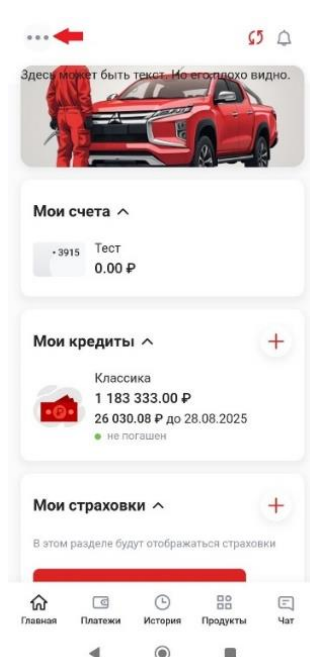 Здесь может быть текст. Но его плохо видно.
Мои счета
• 3915 Тест
0.00 ₽
Мои кредиты
Классика
1 183 333.00 ₽
26 030.08 ₽ до 28.08.2025
не погашен
Мои страховки
В этом разделе будут отображаться страховки
Главная Платежи История Продукты Чат